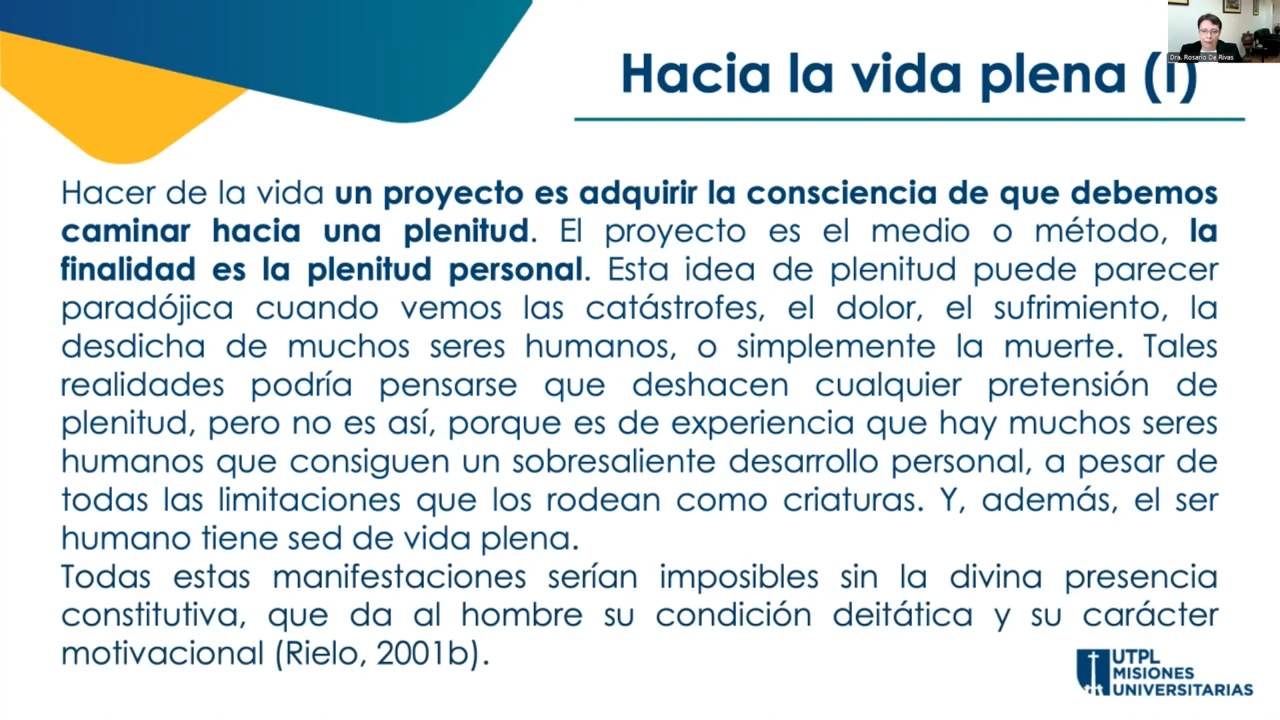 Hacia la vida plena (I)
Dra. Rosario De Rivas
Hacer de la vida un proyecto es adquirir la consciencia de que debemos
caminar hacia una plenitud. El proyecto es el medio o método, la
finalidad es la plenitud personal. Esta idea de plenitud puede parecer
paradójica cuando vemos las catástrofes, el dolor, el sufrimiento, la
desdicha de muchos seres humanos, o simplemente la muerte. Tales
realidades podría pensarse que deshacen cualquier pretensión de
plenitud, pero no es así, porque es de experiencia que hay muchos seres
humanos que consiguen un sobresaliente desarrollo personal, a pesar de
todas las limitaciones que los rodean como criaturas. Y, además, el ser
humano tiene sed de vida plena.
Todas estas manifestaciones serían imposibles sin la divina presencia
constitutiva, que da al hombre su condición deitática y su carácter
motivacional (Rielo, 2001b).
UTPL
MISIONES
UNIVERSITARIAS